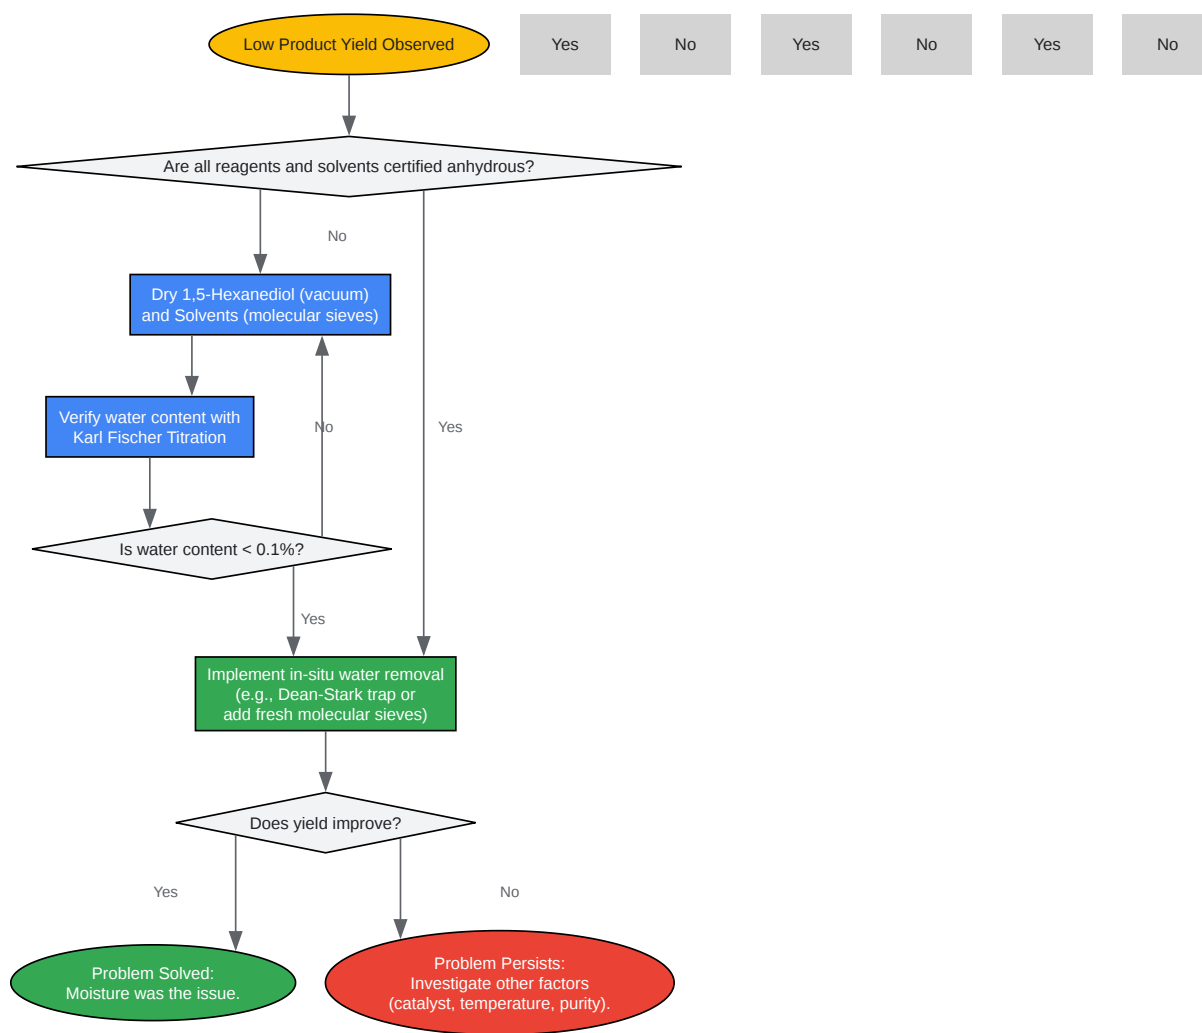 Low Product Yield Observed
Yes
No
Yes
No
Yes
No
Are all reagents and solvents certified anhydrous?
No
Dry 1,5-Hexanediol (vacuum)
and Solvents (molecular sieves)
Verify water content with
Karl Fischer Titration
No
Yes
Is water content < 0.1%?
Yes
Implement in-situ water removal
(e.g., Dean-Stark trap or
add fresh molecular sieves)
Does yield improve?
Yes
No
Problem Solved:
Moisture was the issue.
Problem Persists:
Investigate other factors
(catalyst, temperature, purity).